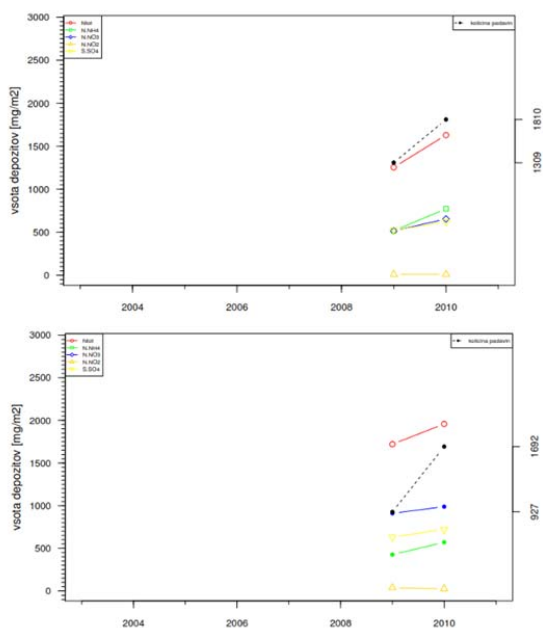 3000
2500
2000
1500
1000
500
0
vsota depozitov [mg/m2]
Ntot
N.NH4
N.NO3
N.NO2
S.SO4
kolicina padavin
1810
1309
2004
2006
2008
2010
3000
2500
2000
1500
1000
500
0
vsota depozitov [mg/m2]
Ntot
N.NH4
N.NO3
N.NO2
S.SO4
kolicina padavin
1692
927
2004
2006
2008
2010